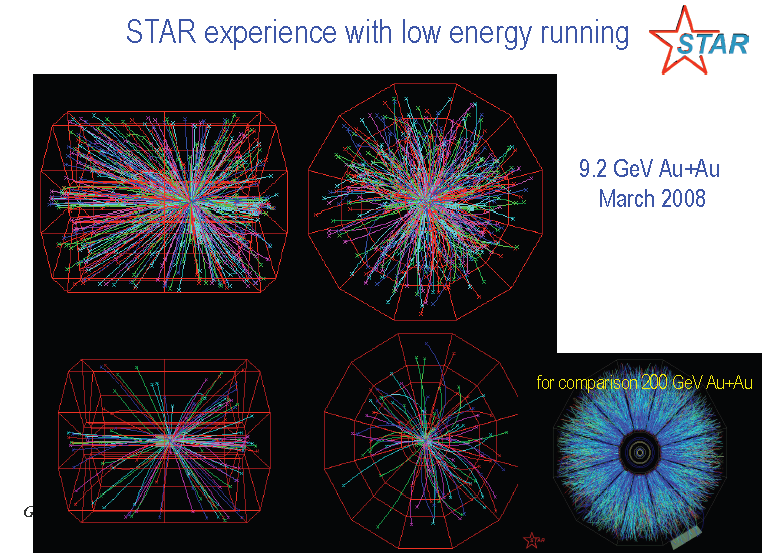 STAR experience with low energy running
STAR
9.2 GeV Au+Au
March 2008
for comparison 200 GeV Au+Au
G
STAR